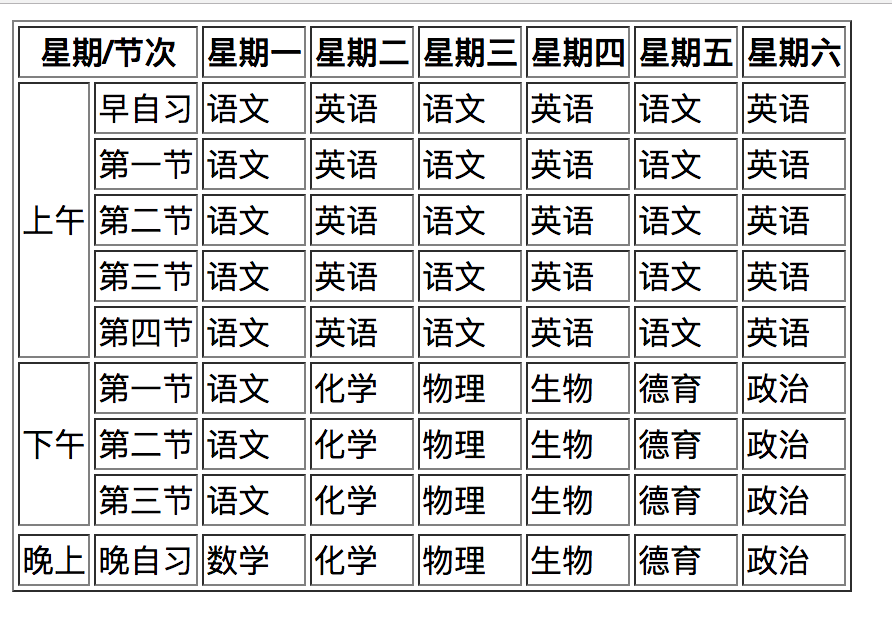 星期/节次 星期一 星期二 星期三 星期四 星期五 星期六
上午 早自习 语文 英语 语文 英语 语文 英语
第一节 语文 英语 语文 英语 语文 英语
第二节 语文 英语 语文 英语 语文 英语
第三节 语文 英语 语文 英语 语文 英语
第四节 语文 英语 语文 英语 语文 英语
下午 第一节 语文 化学 物理 生物 德育 政治
第二节 语文 化学 物理 生物 德育 政治
第三节 语文 化学 物理 生物 德育 政治
晚上 晚自习 数学 化学 物理 生物 德育 政治